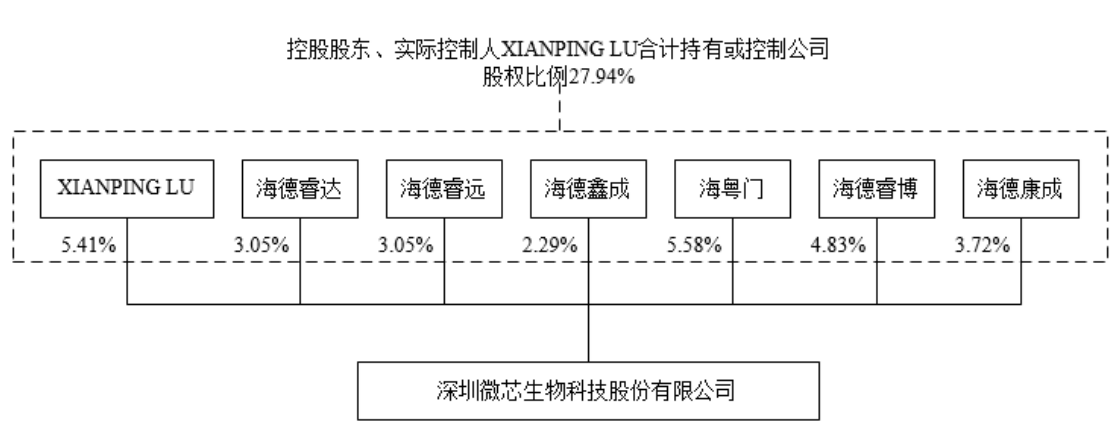 控股股东、实际控制人XIANPING LU合计持有或控制公司
股权比例27.94%
XIANPING LU
海德睿达
海德睿远
海德鑫成
海粤门
海德睿博
海德康成
5.41%
3.05%
3.05%
2.29%
5.58%
4.83%
3.72%
深圳微芯生物科技股份有限公司